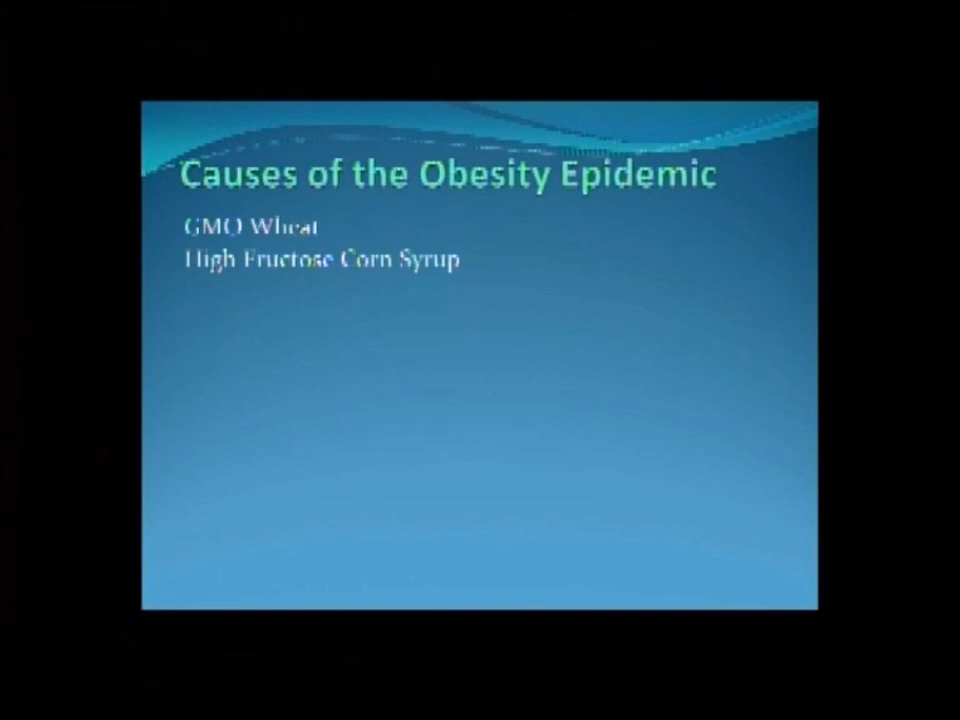 Causes of the Obesity Epidemic
GMO Wheat
High Fructose Corn Syrup